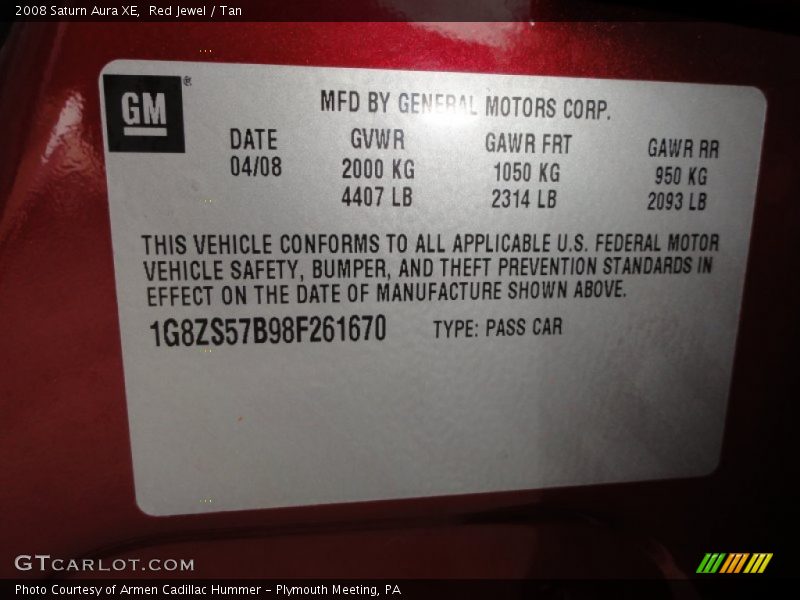 2008 Saturn Aura XE, Red Jewel / Tan
GM ®
MFD BY GENERAL MOTORS CORP.
DATE GVWR GAWR FRT GAWR RR
04/08 2000 KG 1050 KG 950 KG
4407 LB 2314 LB 2093 LB
THIS VEHICLE CONFORMS TO ALL APPLICABLE U.S. FEDERAL MOTOR
VEHICLE SAFETY, BUMPER, AND THEFT PREVENTION STANDARDS IN
EFFECT ON THE DATE OF MANUFACTURE SHOWN ABOVE.
1G8ZS57B98F261670 TYPE: PASS CAR
GTCARLOT.COM
Photo Courtesy of Armen Cadillac Hummer - Plymouth Meeting, PA